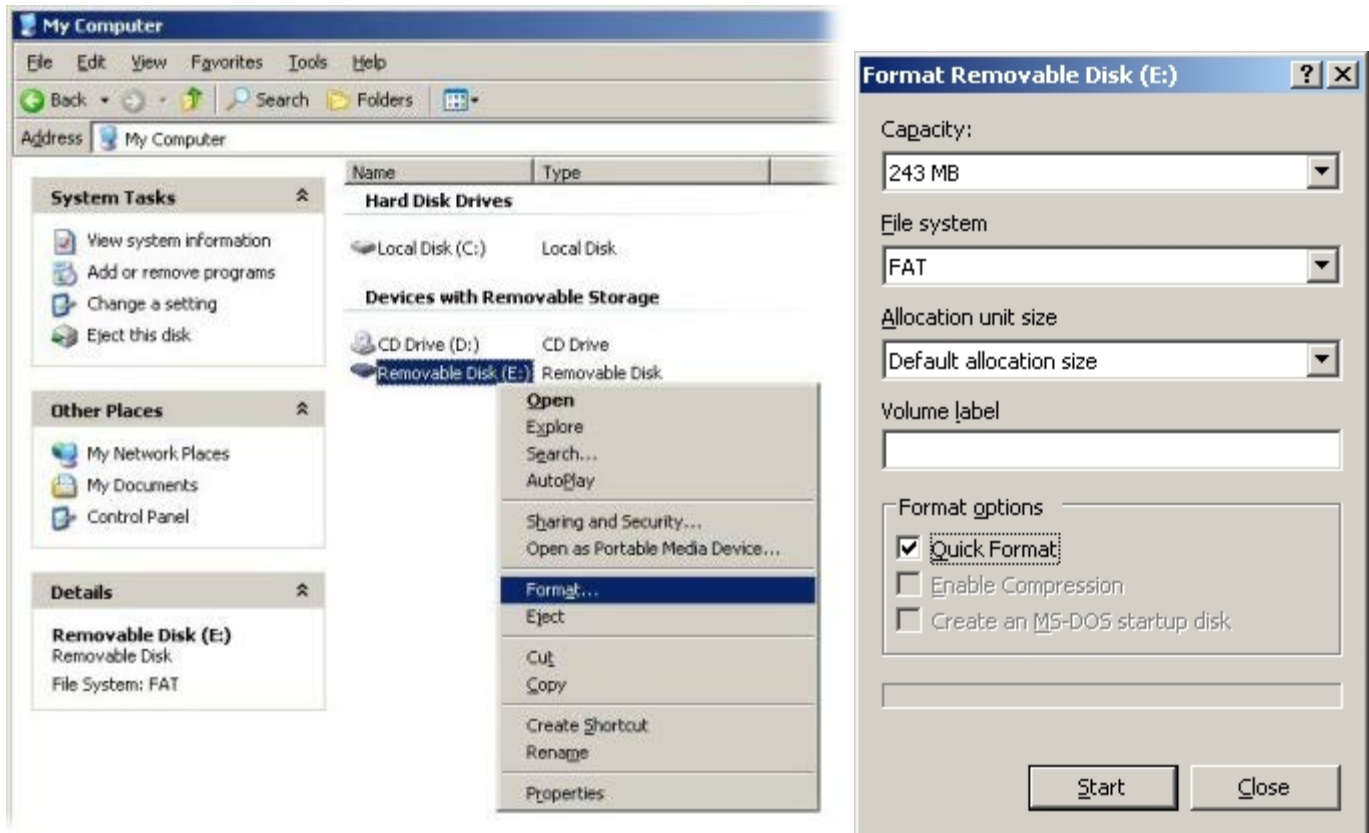 My Computer
File Edit View Favorites Tools Help
Back Search Folders
Address My Computer
System Tasks
View system information
Add or remove programs
Change a setting
Eject this disk
Other Places
My Network Places
My Documents
Control Panel
Details
Removable Disk (E:)
Removable Disk
File System: FAT
Name Type
Hard Disk Drives
Local Disk (C:) Local Disk
Devices with Removable Storage
CD Drive (D:) CD Drive
Removable Disk (E:) Removable Disk
Open
Explore
Search...
AutoPlay
Sharing and Security...
Open as Portable Media Device...
Format...
Eject
Cut
Copy
Create Shortcut
Rename
Properties
Format Removable Disk (E:)
Capacity:
243 MB
File system
FAT
Allocation unit size
Default allocation size
Volume label
Format options
Quick Format
Enable Compression
Create an MS-DOS startup disk
Start Close